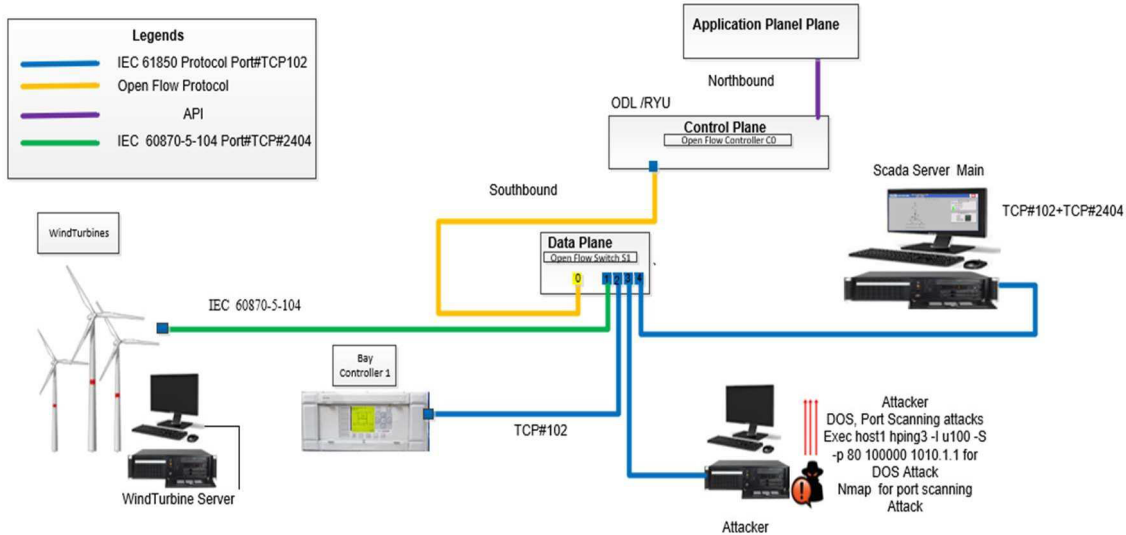 Legends
IEC 61850 Protocol Port#TCP102
Open Flow Protocol
API
IEC 60870-5-104 Port#TCP#2404
Application Planel Plane
Northbound
ODL /RYU
Control Plane
Open Flow Controller C0
Southbound
Scada Server Main
TCP#102+TCP#2404
Data Plane
Open Flow Switch S1
0 1 2 3 4
WindTurbines
IEC 60870-5-104
Bay
Controller 1
TCP#102
WindTurbine Server
Attacker
DOS, Port Scanning attacks
Exec host1 hping3 -I u100 -S
-p 80 100000 1010.1.1 for
DOS Attack
Nmap for port scanning
Attack
Attacker